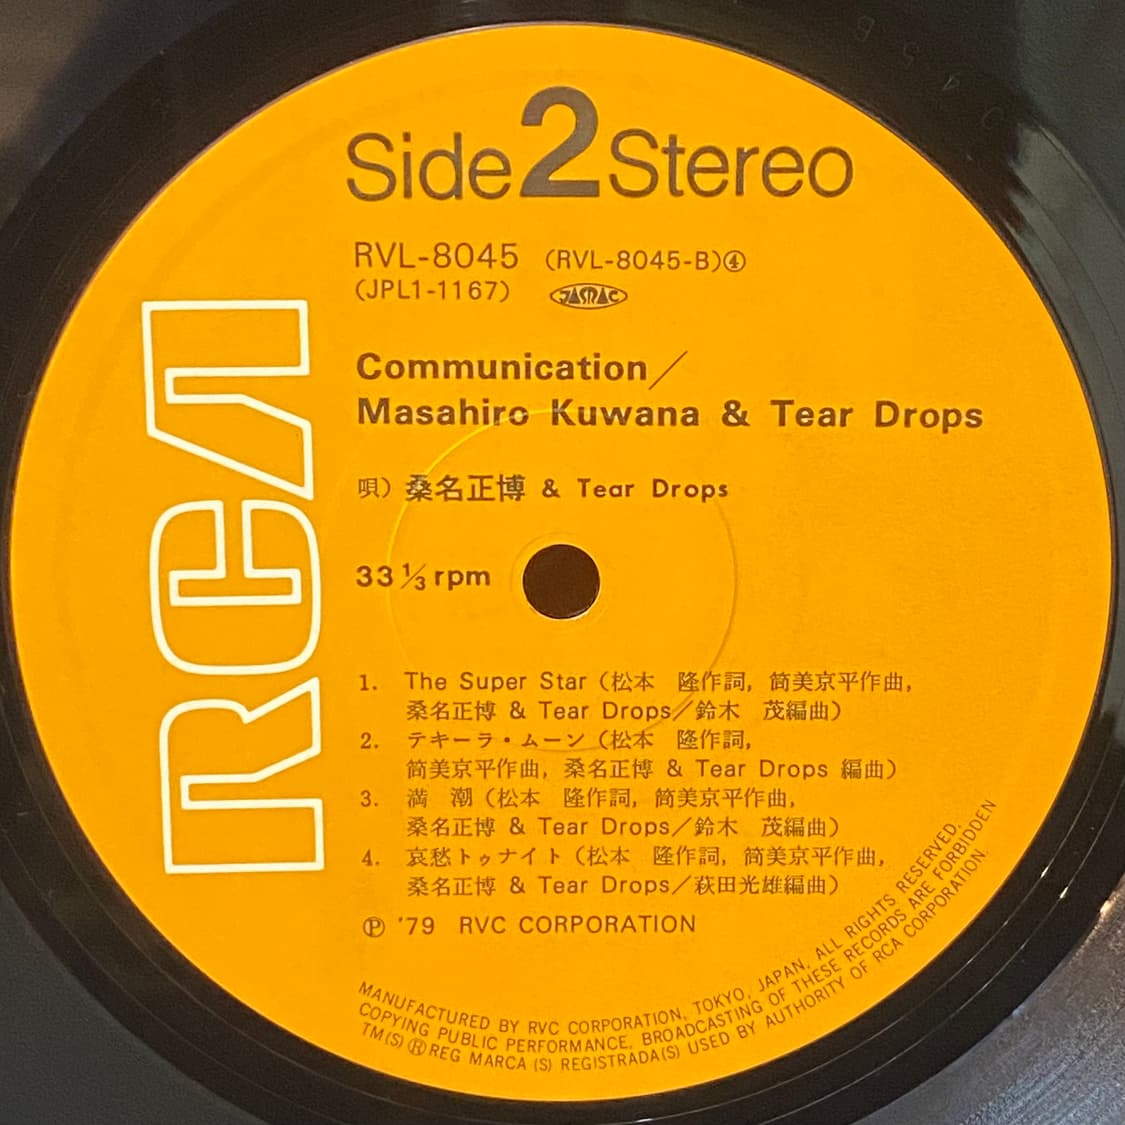 Side 2 Stereo
RVL-8045 (RVL-8045-B)④
(JPL1-1167) JASRAC
Communication／
Masahiro Kuwana & Tear Drops
唄）桑名正博 & Tear Drops
33 1/3 rpm
RCA
1. The Super Star（松本　隆作詞，筒美京平作曲，
桑名正博 & Tear Drops／鈴木　茂編曲）
2. テキーラ・ムーン（松本　隆作詞，
筒美京平作曲，桑名正博 & Tear Drops 編曲）
3. 満　潮（松本　隆作詞，筒美京平作曲，
桑名正博 & Tear Drops／鈴木　茂編曲）
4. 哀愁トゥナイト（松本　隆作詞，筒美京平作曲，
桑名正博 & Tear Drops／萩田光雄編曲）
Ⓟ '79 RVC CORPORATION
MANUFACTURED BY RVC CORPORATION, TOKYO, JAPAN, ALL RIGHTS RESERVED,
COPYING PUBLIC PERFORMANCE, BROADCASTING OF THESE RECORDS ARE FORBIDDEN
TM(S) ®REG MARCA (S) REGISTRADA(S) USED BY AUTHORITY OF RCA CORPORATION.